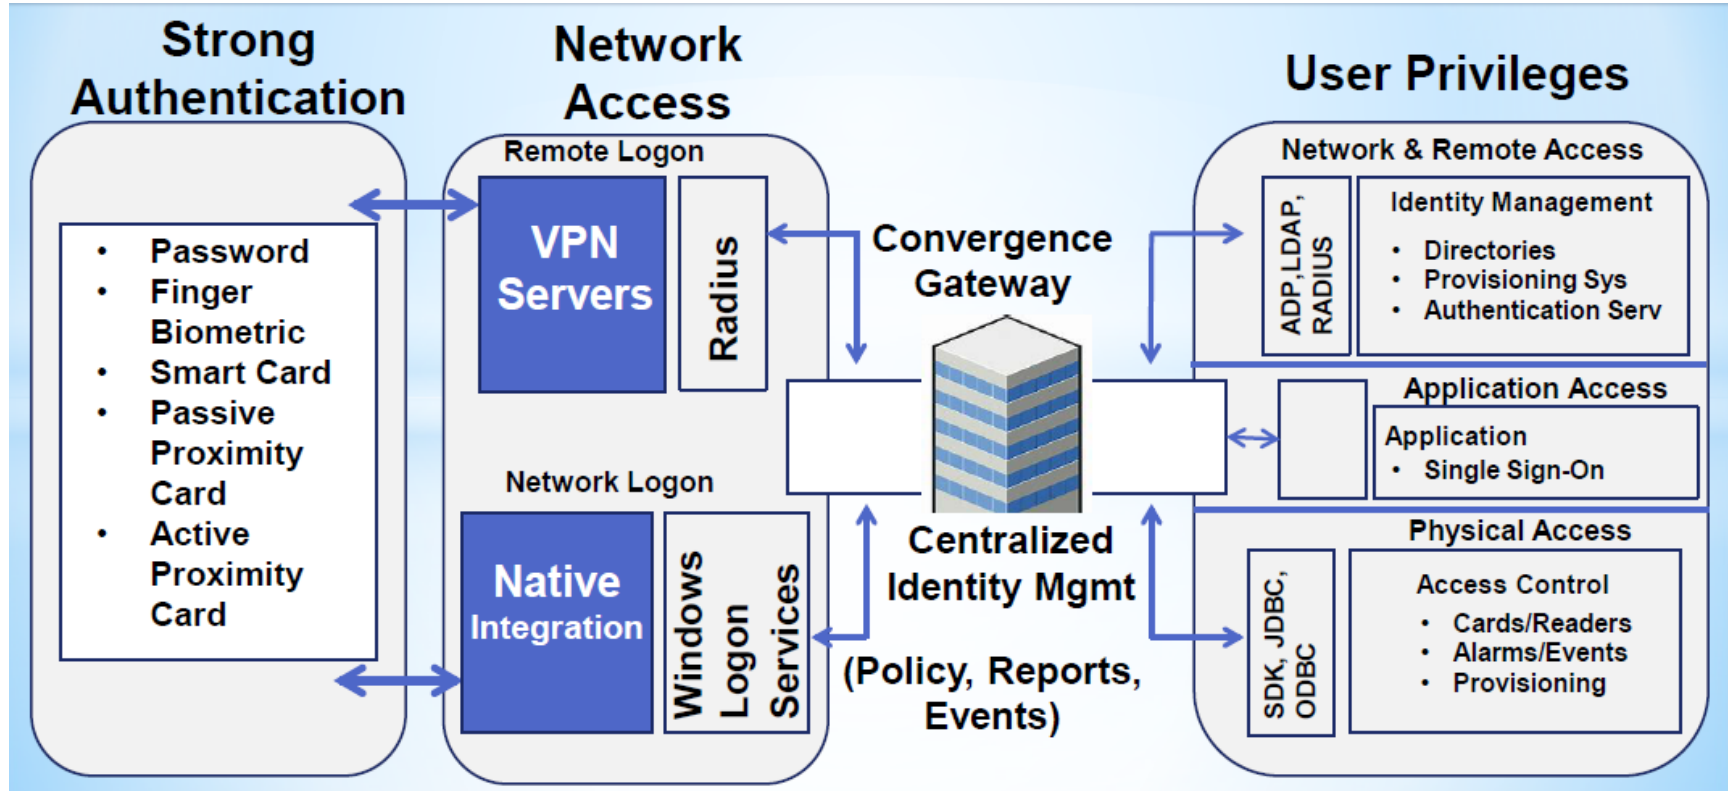 Strong
Authentication
• Password
• Finger
Biometric
• Smart Card
• Passive
Proximity
Card
• Active
Proximity
Card
Network
Access
Remote Logon
VPN
Servers
Radius
Network Logon
Native
Integration
Windows
Logon
Services
Convergence
Gateway
Centralized
Identity Mgmt
(Policy, Reports,
Events)
User Privileges
Network & Remote Access
ADP,LDAP,
RADIUS
Identity Management
• Directories
• Provisioning Sys
• Authentication Serv
Application Access
Application
• Single Sign-On
Physical Access
SDK, JDBC,
ODBC
Access Control
• Cards/Readers
• Alarms/Events
• Provisioning